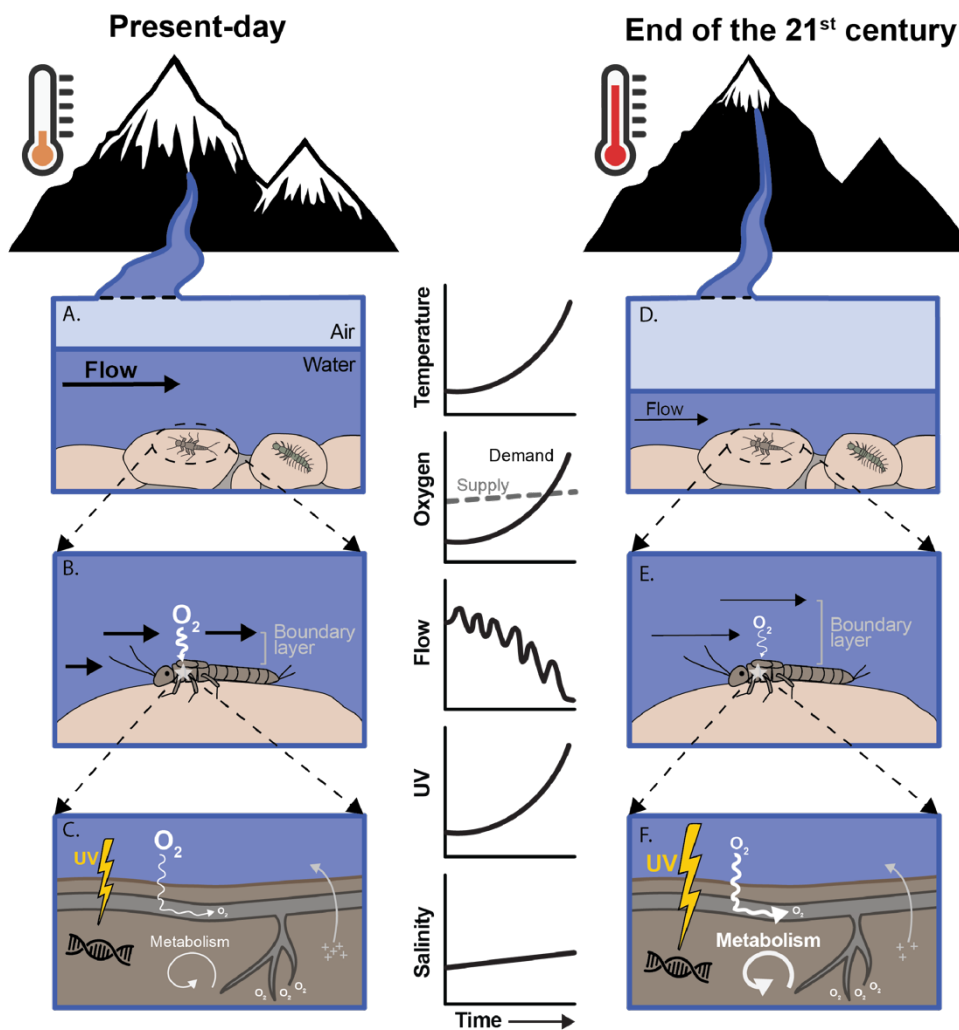 Present-day
End of the 21st century
A.
Air
Water
Flow
B.
O2
Boundary
layer
C.
UV
O2
O2
Metabolism
+++
++
O2 O2 O2
Temperature
Oxygen
Demand
Supply
Flow
UV
Salinity
Time
D.
Flow
E.
O2
Boundary
layer
F.
UV
O2
O2
Metabolism
++
O2 O2 O2